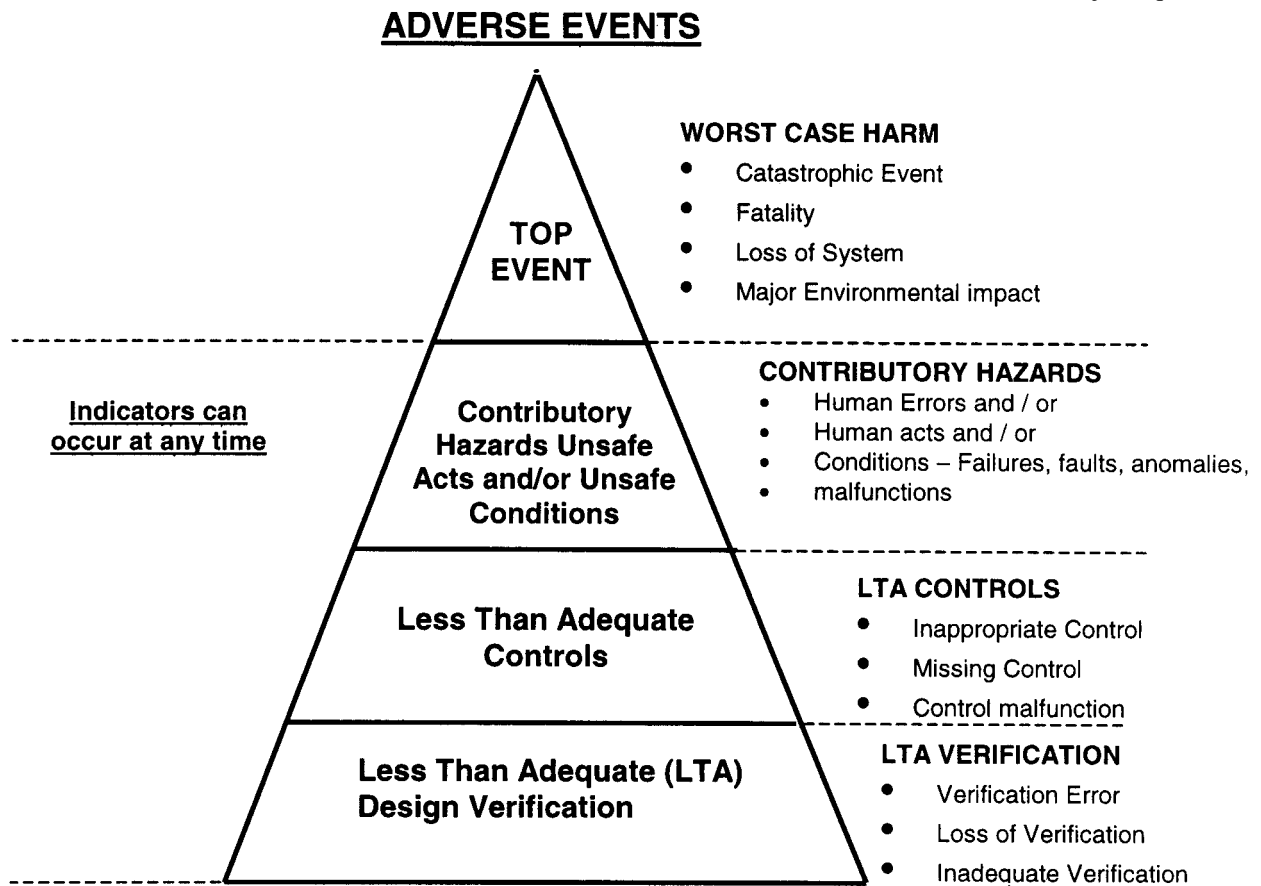 ADVERSE EVENTS
TOP
EVENT
WORST CASE HARM
• Catastrophic Event
• Fatality
• Loss of System
• Major Environmental impact
Indicators can
occur at any time
Contributory
Hazards Unsafe
Acts and/or Unsafe
Conditions
CONTRIBUTORY HAZARDS
• Human Errors and / or
• Human acts and / or
• Conditions – Failures, faults, anomalies,
• malfunctions
Less Than Adequate
Controls
LTA CONTROLS
• Inappropriate Control
• Missing Control
• Control malfunction
Less Than Adequate (LTA)
Design Verification
LTA VERIFICATION
• Verification Error
• Loss of Verification
• Inadequate Verification